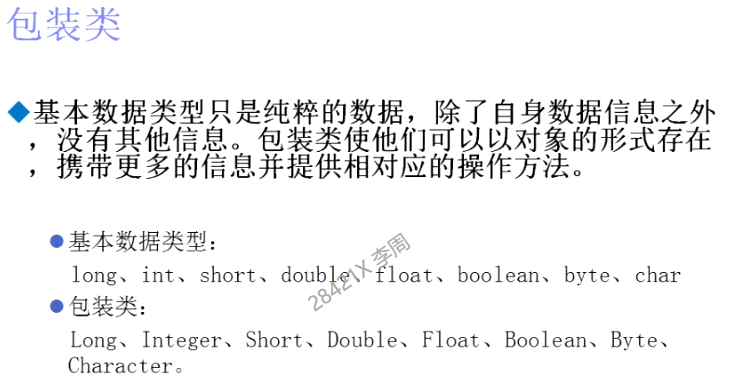 包装类
基本数据类型只是纯粹的数据，除了自身数据信息之外
，没有其他信息。包装类使他们可以以对象的形式存在
，携带更多的信息并提供相对应的操作方法。
基本数据类型：
long、int、short、double、float、boolean、byte、char
包装类：
Long、Integer、Short、Double、Float、Boolean、Byte、
Character。
28421X 李周